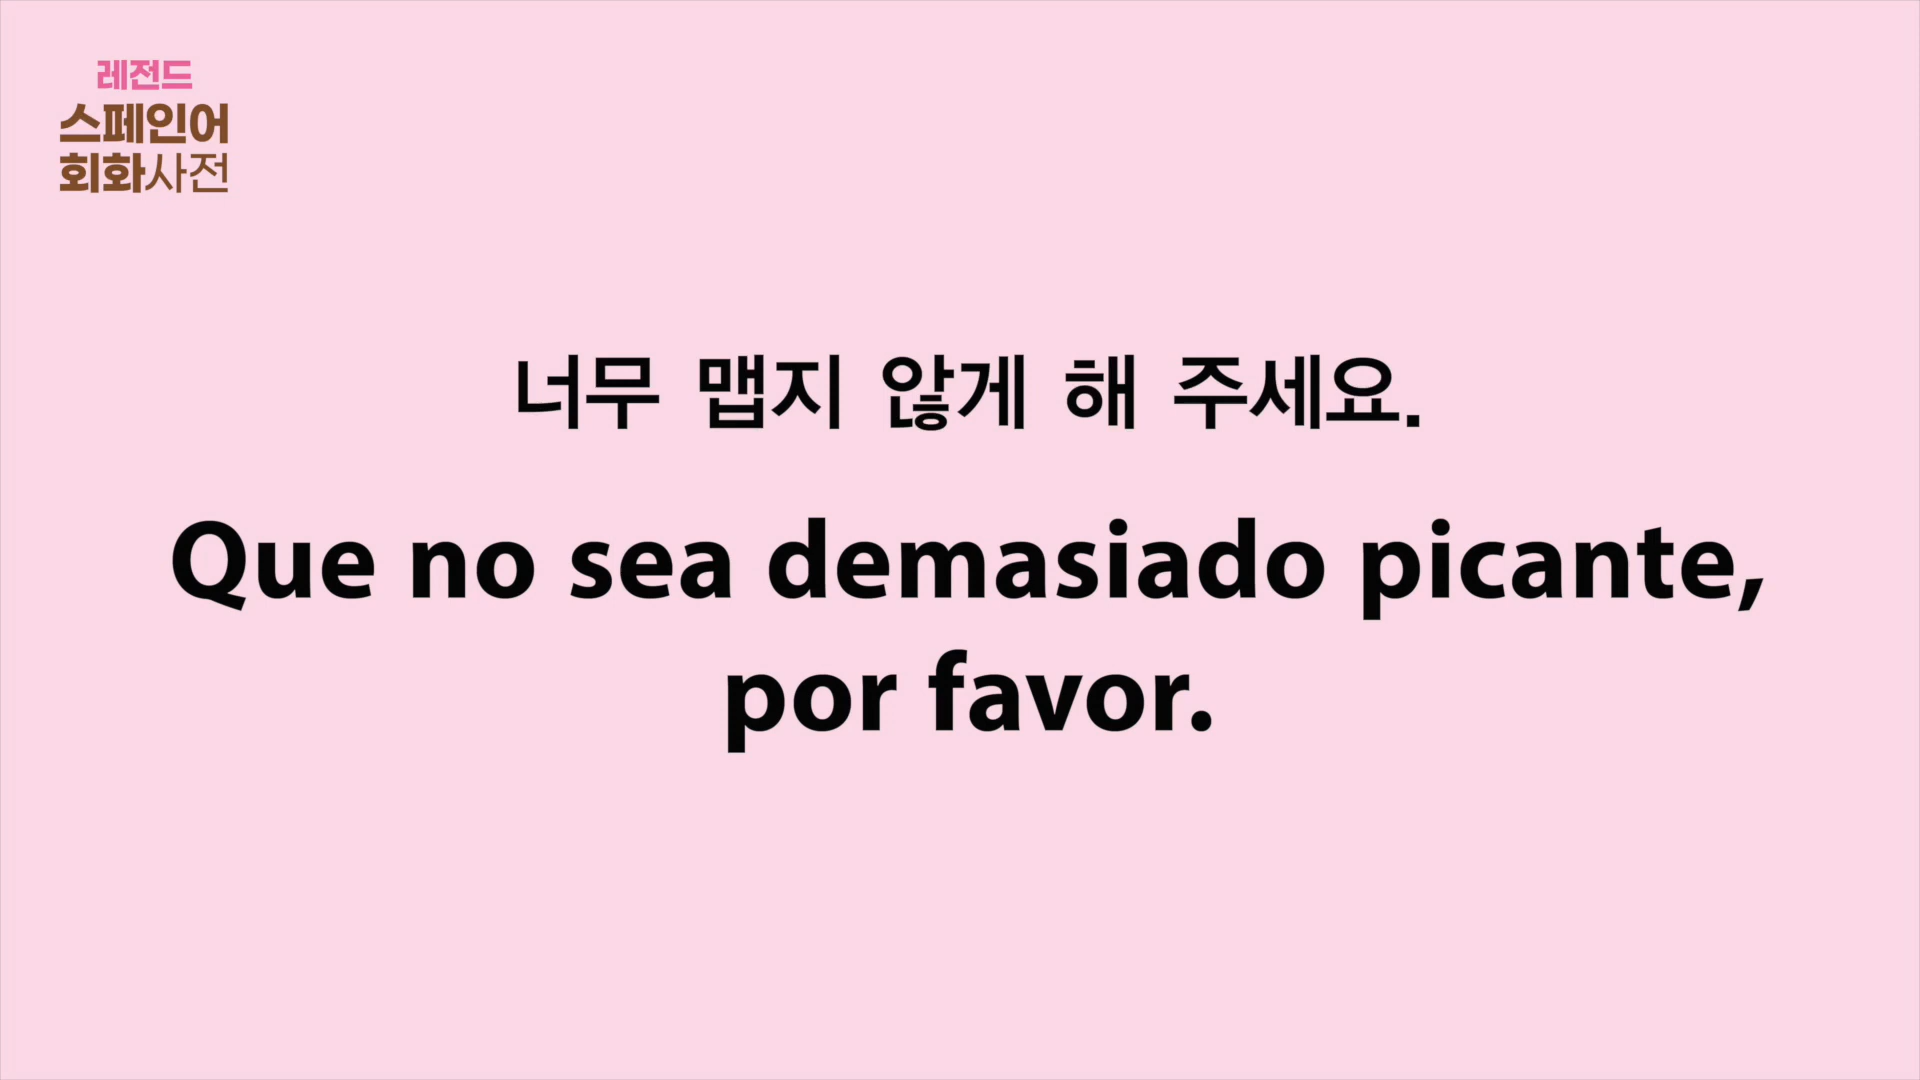 레전드
스페인어
회화사전
너무 맵지 않게 해 주세요.
Que no sea demasiado picante,
por favor.